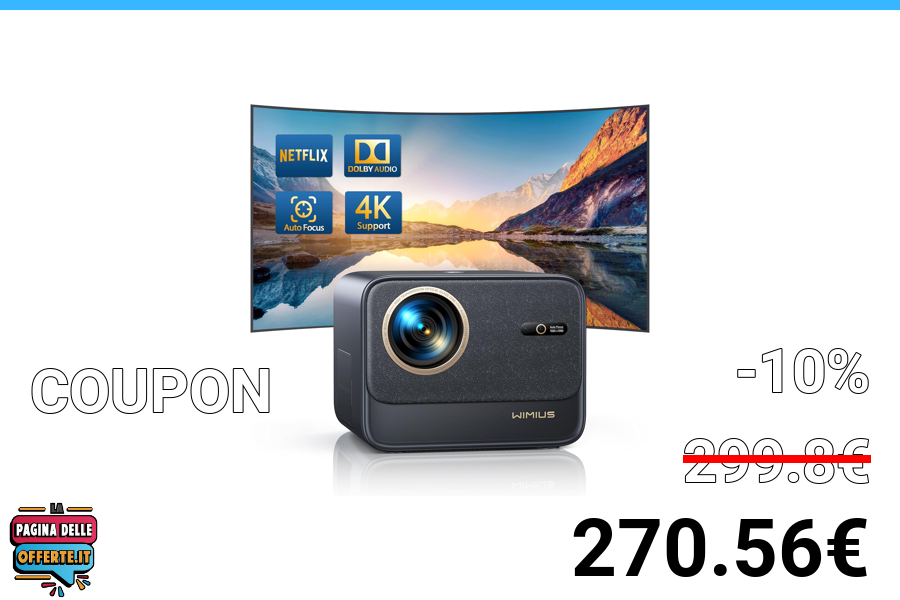 NETFLIX
DOLBY AUDIO
Auto Focus
4K
Support
WIMIUS
COUPON
-10%
299.8€
270.56€
LA
PAGINA DELLE
OFFERTE.IT